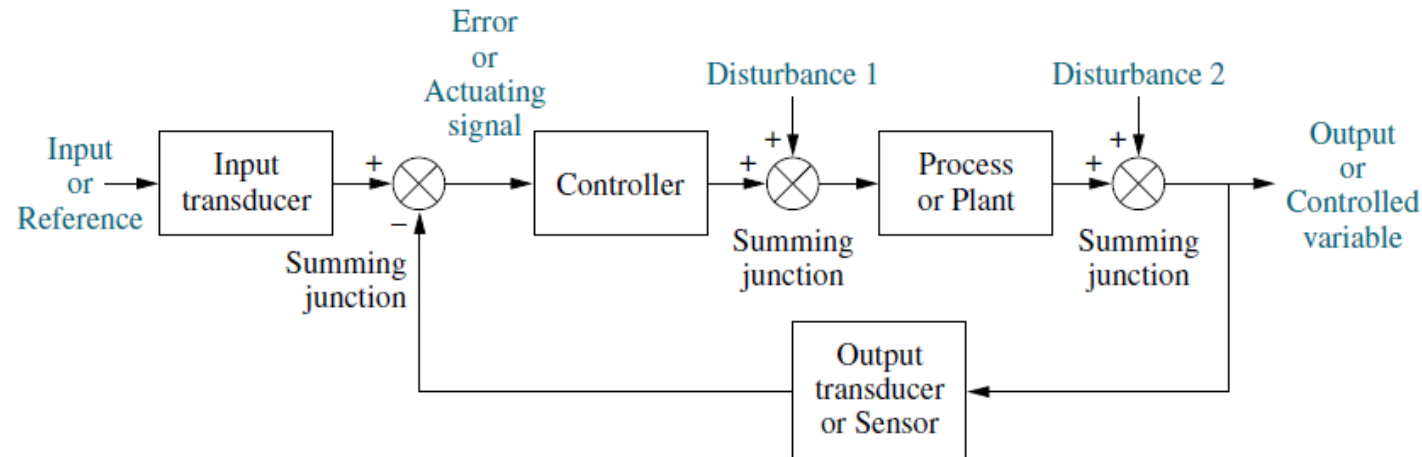 Error
or
Actuating
signal
Disturbance 1
Disturbance 2
Input
or
Reference
Input
transducer
+
−
Summing
junction
Controller
+
+
Summing
junction
Process
or Plant
+
+
Summing
junction
Output
or
Controlled
variable
Output
transducer
or Sensor